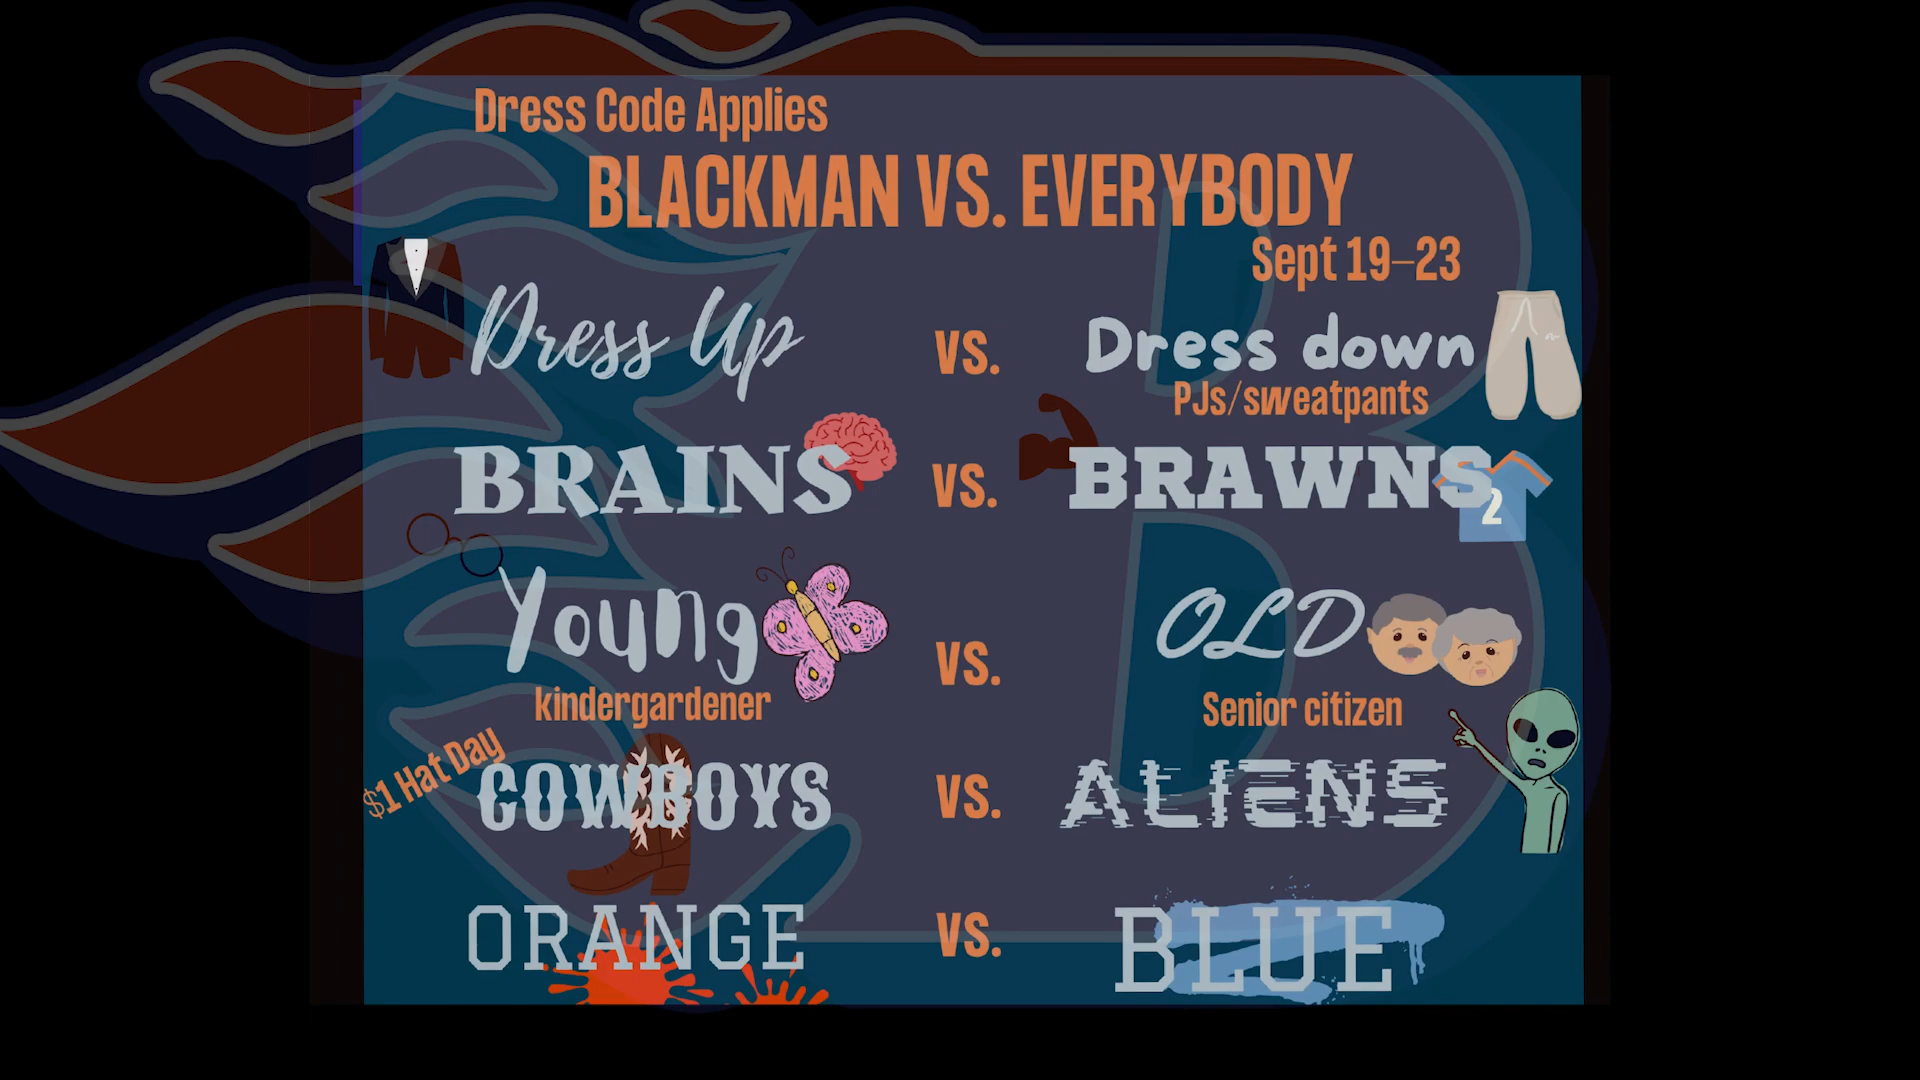 Dress Code Applies
BLACKMAN VS. EVERYBODY
Sept 19–23
Dress Up VS. Dress down
PJs/sweatpants
BRAINS VS. BRAWNS
2
Young VS. OLD
kindergardener Senior citizen
$1 Hat Day
COWBOYS VS. ALIENS
ORANGE VS. BLUE
B